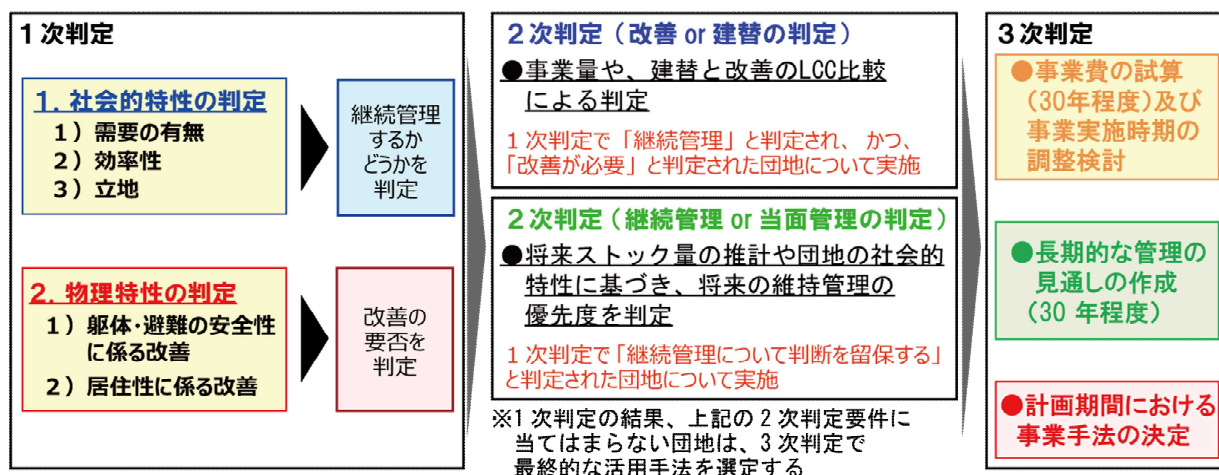 1次判定
1. 社会的特性の判定
1）需要の有無
2）効率性
3）立地
継続管理
するか
どうかを
判定
2. 物理特性の判定
1）躯体・避難の安全性
に係る改善
2）居住性に係る改善
改善の
要否を
判定
2次判定（改善 or 建替の判定）
●事業量や、建替と改善のLCC比較
による判定
1次判定で「継続管理」と判定され、かつ、
「改善が必要」と判定された団地について実施
2次判定（継続管理 or 当面管理の判定）
●将来ストック量の推計や団地の社会的
特性に基づき、将来の維持管理の
優先度を判定
1次判定で「継続管理について判断を留保する」
と判定された団地について実施
※1次判定の結果、上記の2次判定要件に
当てはまらない団地は、3次判定で
最終的な活用手法を選定する
3次判定
●事業費の試算
（30年程度）及び
事業実施時期の
調整検討
●長期的な管理の
見通しの作成
（30 年程度）
●計画期間における
事業手法の決定